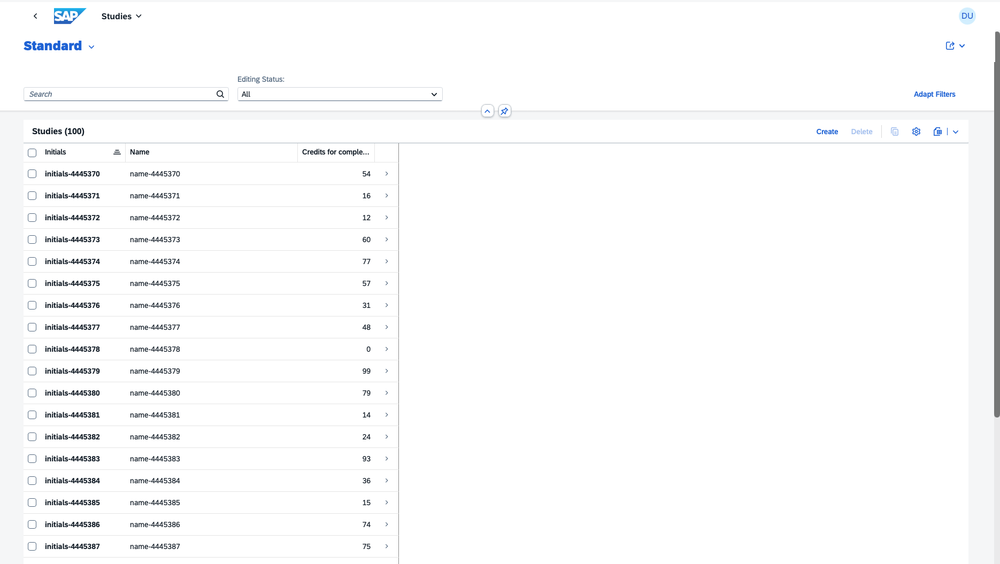 SAP Studies DU
Standard
Editing Status:
Search All Adapt Filters
Studies (100) Create Delete
Initials Name Credits for comple...
initials-4445370 name-4445370 54
initials-4445371 name-4445371 16
initials-4445372 name-4445372 12
initials-4445373 name-4445373 60
initials-4445374 name-4445374 77
initials-4445375 name-4445375 57
initials-4445376 name-4445376 31
initials-4445377 name-4445377 48
initials-4445378 name-4445378 0
initials-4445379 name-4445379 99
initials-4445380 name-4445380 79
initials-4445381 name-4445381 14
initials-4445382 name-4445382 24
initials-4445383 name-4445383 93
initials-4445384 name-4445384 36
initials-4445385 name-4445385 15
initials-4445386 name-4445386 74
initials-4445387 name-4445387 75